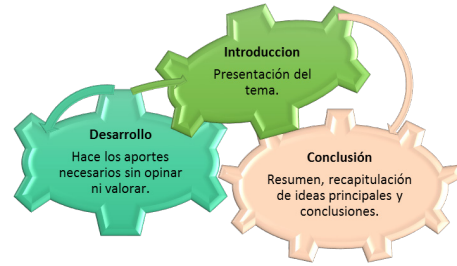 Introduccion
Presentación del
tema.
Desarrollo
Hace los aportes
necesarios sin opinar
ni valorar.
Conclusión
Resumen, recapitulación
de ideas principales y
conclusiones.